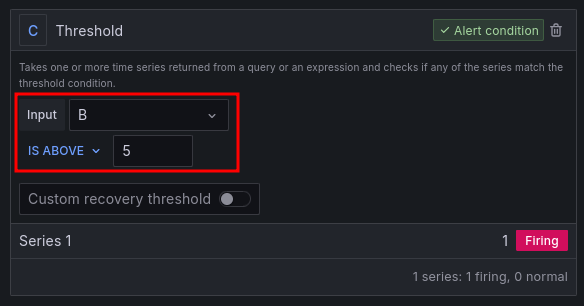 C Threshold Alert condition
Takes one or more time series returned from a query or an expression and checks if any of the series match the
threshold condition.
Input B
IS ABOVE 5
Custom recovery threshold
Series 1 1 Firing
1 series: 1 firing, 0 normal